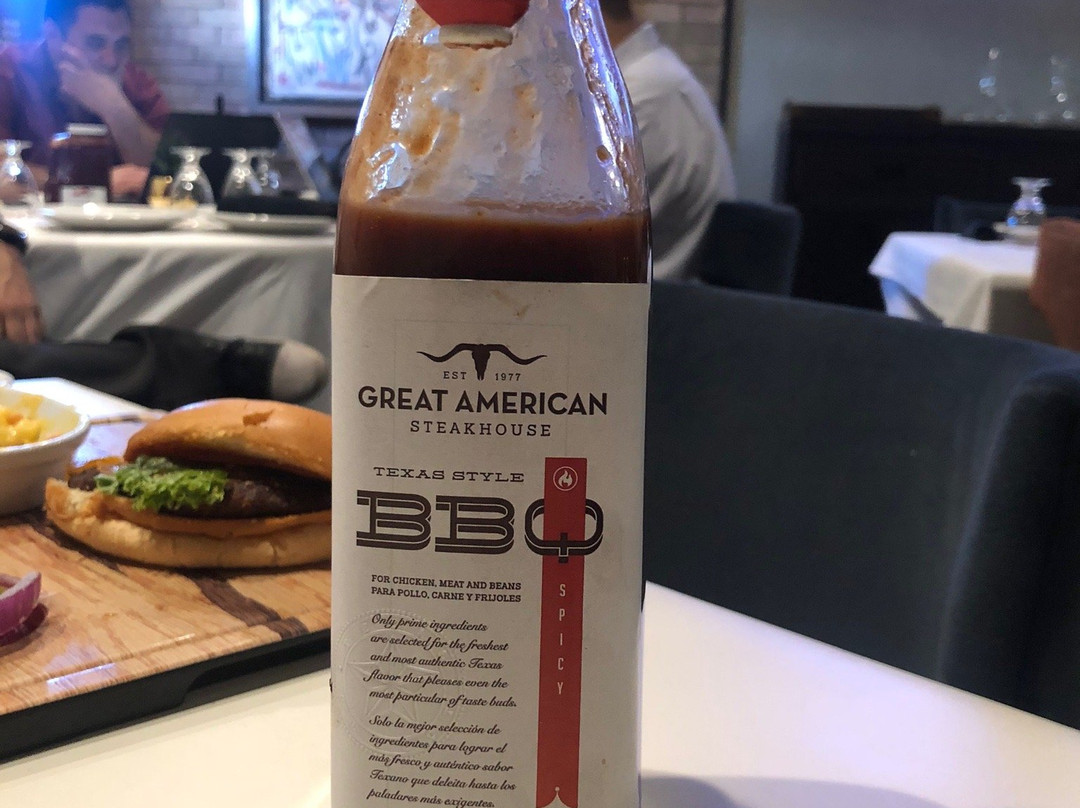 EST 1977
GREAT AMERICAN
STEAKHOUSE
TEXAS STYLE
BBQ
SPICY
FOR CHICKEN, MEAT AND BEANS
PARA POLLO, CARNE Y FRIJOLES
Only prime ingredients
are selected for the freshest
and most authentic Texas
flavor that pleases even the
most particular of taste buds.
Solo la mejor selección de
ingredientes para lograr el
más fresco y auténtico sabor
Texano que deleita hasta los
paladares más exigentes.